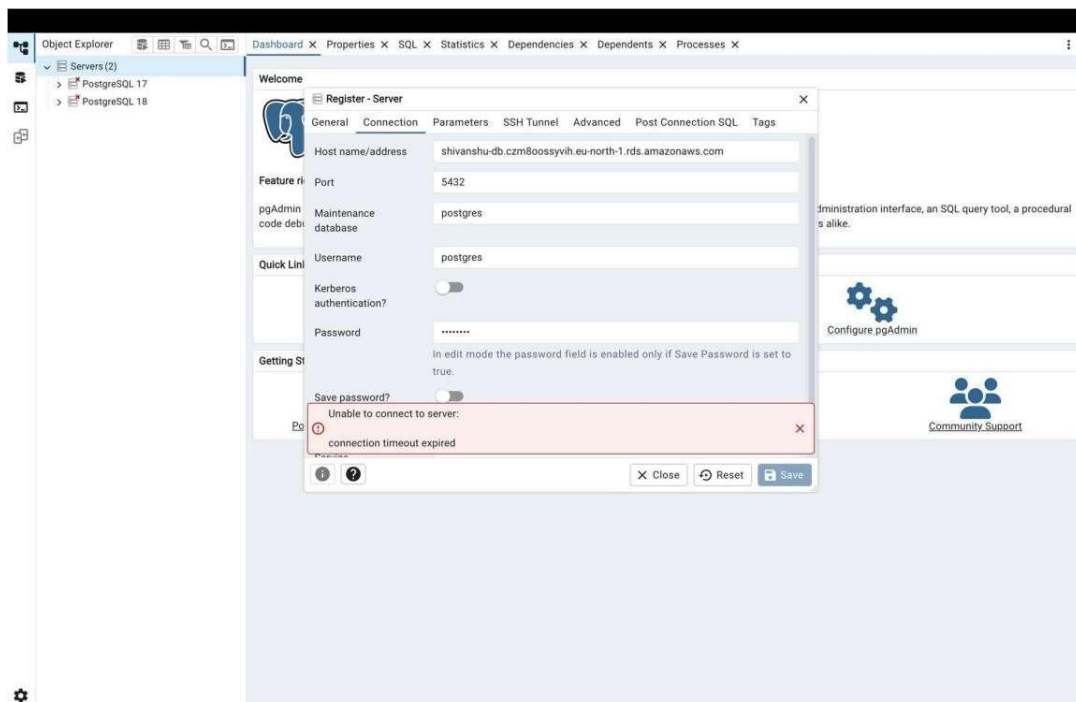 Object Explorer
Dashboard Properties SQL Statistics Dependencies Dependents Processes
Servers (2)
PostgreSQL 17
PostgreSQL 18
Welcome
Register - Server
General Connection Parameters SSH Tunnel Advanced Post Connection SQL Tags
Host name/address shivanshu-db.czm8oossyvih.eu-north-1.rds.amazonaws.com
Feature ri
Port 5432
pgAdmin
code deb
Maintenance
database
postgres
dministration interface, an SQL query tool, a procedural
s alike.
Username postgres
Quick Lin
Kerberos
authentication?
Configure pgAdmin
Password ••••••••
In edit mode the password field is enabled only if Save Password is set to
true.
Getting St
Save password?
Unable to connect to server:
connection timeout expired
Po
Community Support
Close Reset Save